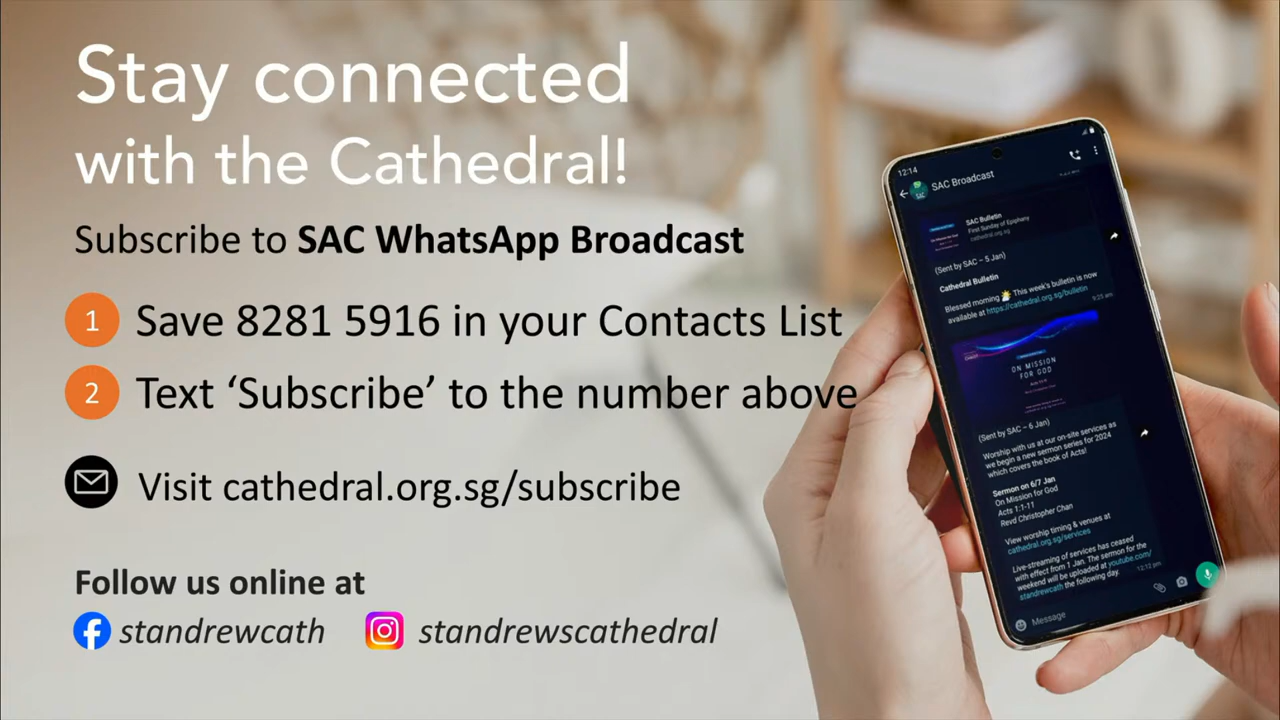 Stay connected
with the Cathedral!
Subscribe to SAC WhatsApp Broadcast
1 Save 8281 5916 in your Contacts List
2 Text ‘Subscribe’ to the number above
Visit cathedral.org.sg/subscribe
Follow us online at
standrewcath standrewscathedral
12:14
SAC Broadcast
SAC Bulletin
First Sunday of Epiphany
cathedral.org.sg
(Sent by SAC – 5 Jan)
Cathedral Bulletin
Blessed morning This week's bulletin is now
available at https://cathedral.org.sg/bulletin
9:25 am
ON MISSION
FOR GOD
(Sent by SAC – 6 Jan)
Worship with us at our on-site services as
we begin a new sermon series for 2024
which covers the book of Acts!
Sermon on 6/7 Jan
On Mission for God
Acts 1:1-11
Revd Christopher Chan
View worship timing & venues at
cathedral.org.sg/services
Live-streaming of services has ceased
with effect from 1 Jan. The sermon for the
weekend will be uploaded at youtube.com/
standrewcath the following day.
12:12 pm
Message